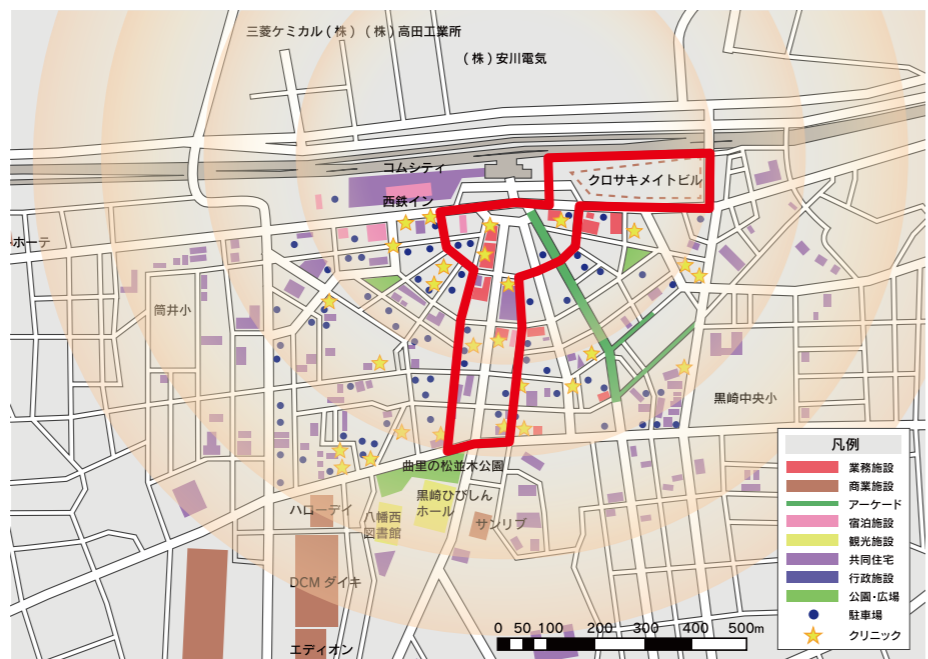 三菱ケミカル(株)(株)高田工業所
(株)安川電気
コムシティ
クロサキメイトビル
西鉄イン
ホーテ
筒井小
黒崎中央小
曲里の松並木公園
ハローデイ
八幡西
図書館
黒崎ひびしん
ホール
サンリブ
DCMダイキ
エディオン
凡例
業務施設
商業施設
アーケード
宿泊施設
観光施設
共同住宅
行政施設
公園・広場
駐車場
クリニック
0 50 100 200 300 400 500m